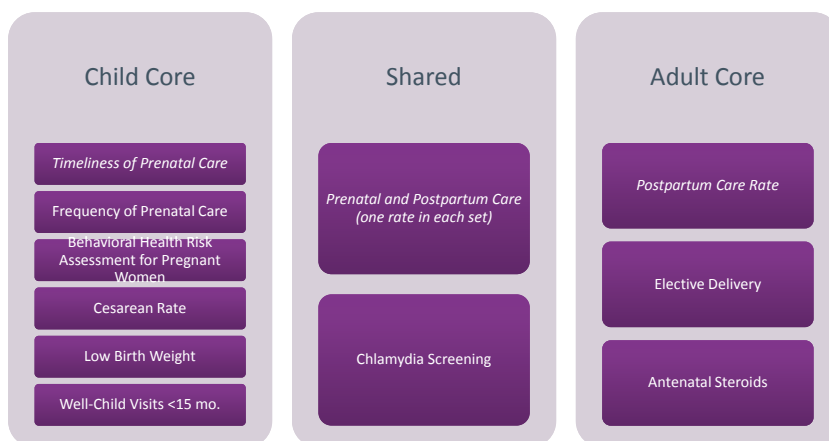 Child Core
Timeliness of Prenatal Care
Frequency of Prenatal Care
Behavioral Health Risk
Assessment for Pregnant
Women
Cesarean Rate
Low Birth Weight
Well-Child Visits <15 mo.
Shared
Prenatal and Postpartum Care
(one rate in each set)
Chlamydia Screening
Adult Core
Postpartum Care Rate
Elective Delivery
Antenatal Steroids